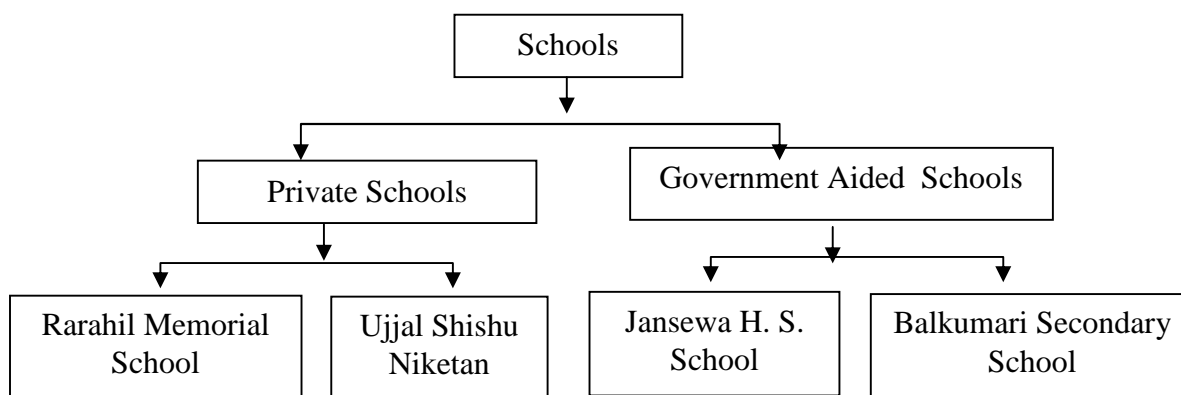 Schools
Private Schools
Government Aided Schools
Rarahil Memorial
School
Ujjal Shishu
Niketan
Jansewa H. S.
School
Balkumari Secondary
School